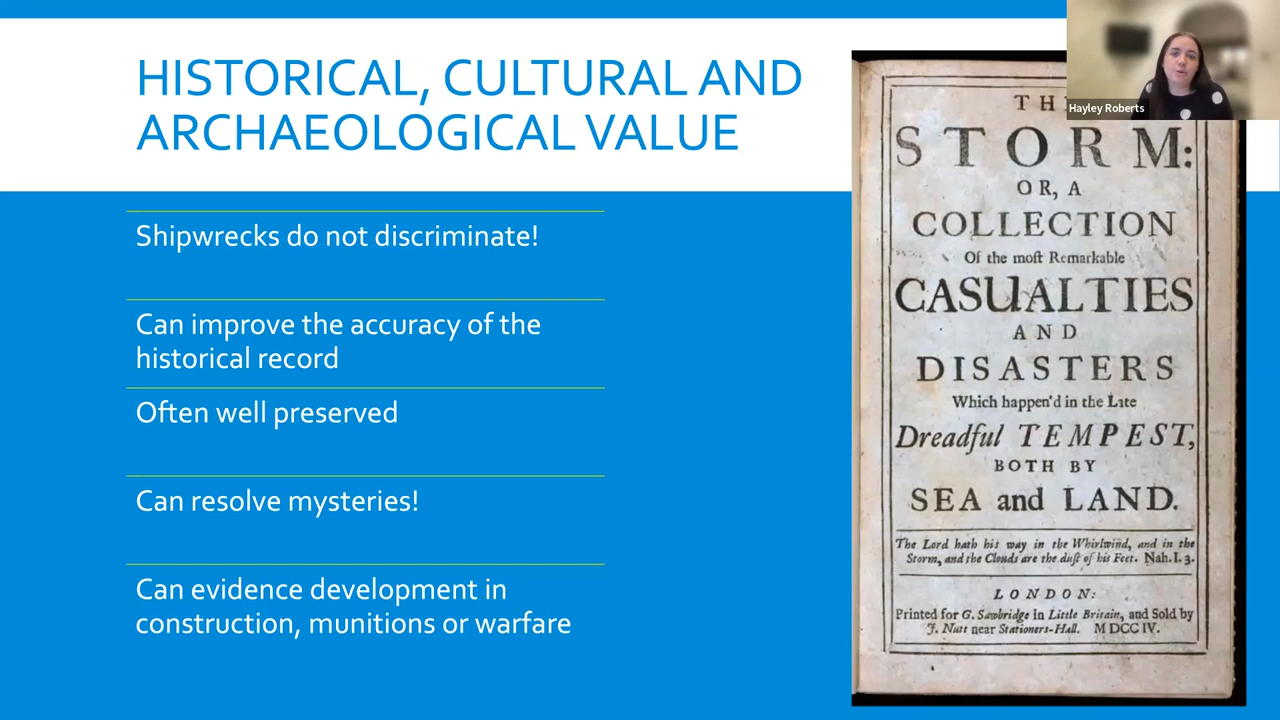 HISTORICAL, CULTURAL AND
ARCHAEOLOGICAL VALUE
Shipwrecks do not discriminate!
Can improve the accuracy of the
historical record
Often well preserved
Can resolve mysteries!
Can evidence development in
construction, munitions or warfare
Hayley Roberts
STORM:
OR, A
COLLECTION
Of the moſt Remarkable
CASUALTIES
AND
DISASTERS
Which happen'd in the Late
Dreadful TEMPEST,
BOTH BY
SEA and LAND.
The Lord hath his way in the Whirlwind, and in the
Storm, and the Clouds are the duſt of his Feet. Nah. I. 3.
LONDON:
Printed for G. Sawbridge in Little Britain, and Sold by
J. Nutt near Stationers-Hall. M DCC IV.